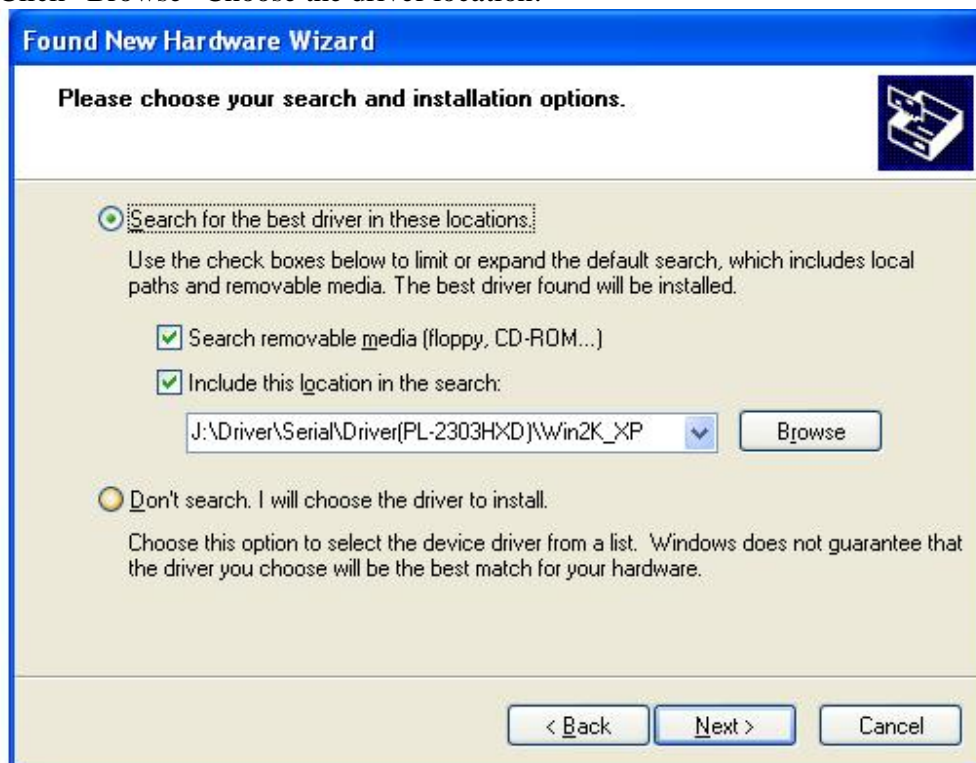 "Browse" Choose the driver location.
Found New Hardware Wizard
Please choose your search and installation options.
Search for the best driver in these locations.
Use the check boxes below to limit or expand the default search, which includes local
paths and removable media. The best driver found will be installed.
Search removable media (floppy, CD-ROM...)
Include this location in the search:
J:\Driver\Serial\Driver(PL-2303HXD)\Win2K_XP
Browse
Don't search. I will choose the driver to install.
Choose this option to select the device driver from a list. Windows does not guarantee that
the driver you choose will be the best match for your hardware.
< Back
Next >
Cancel